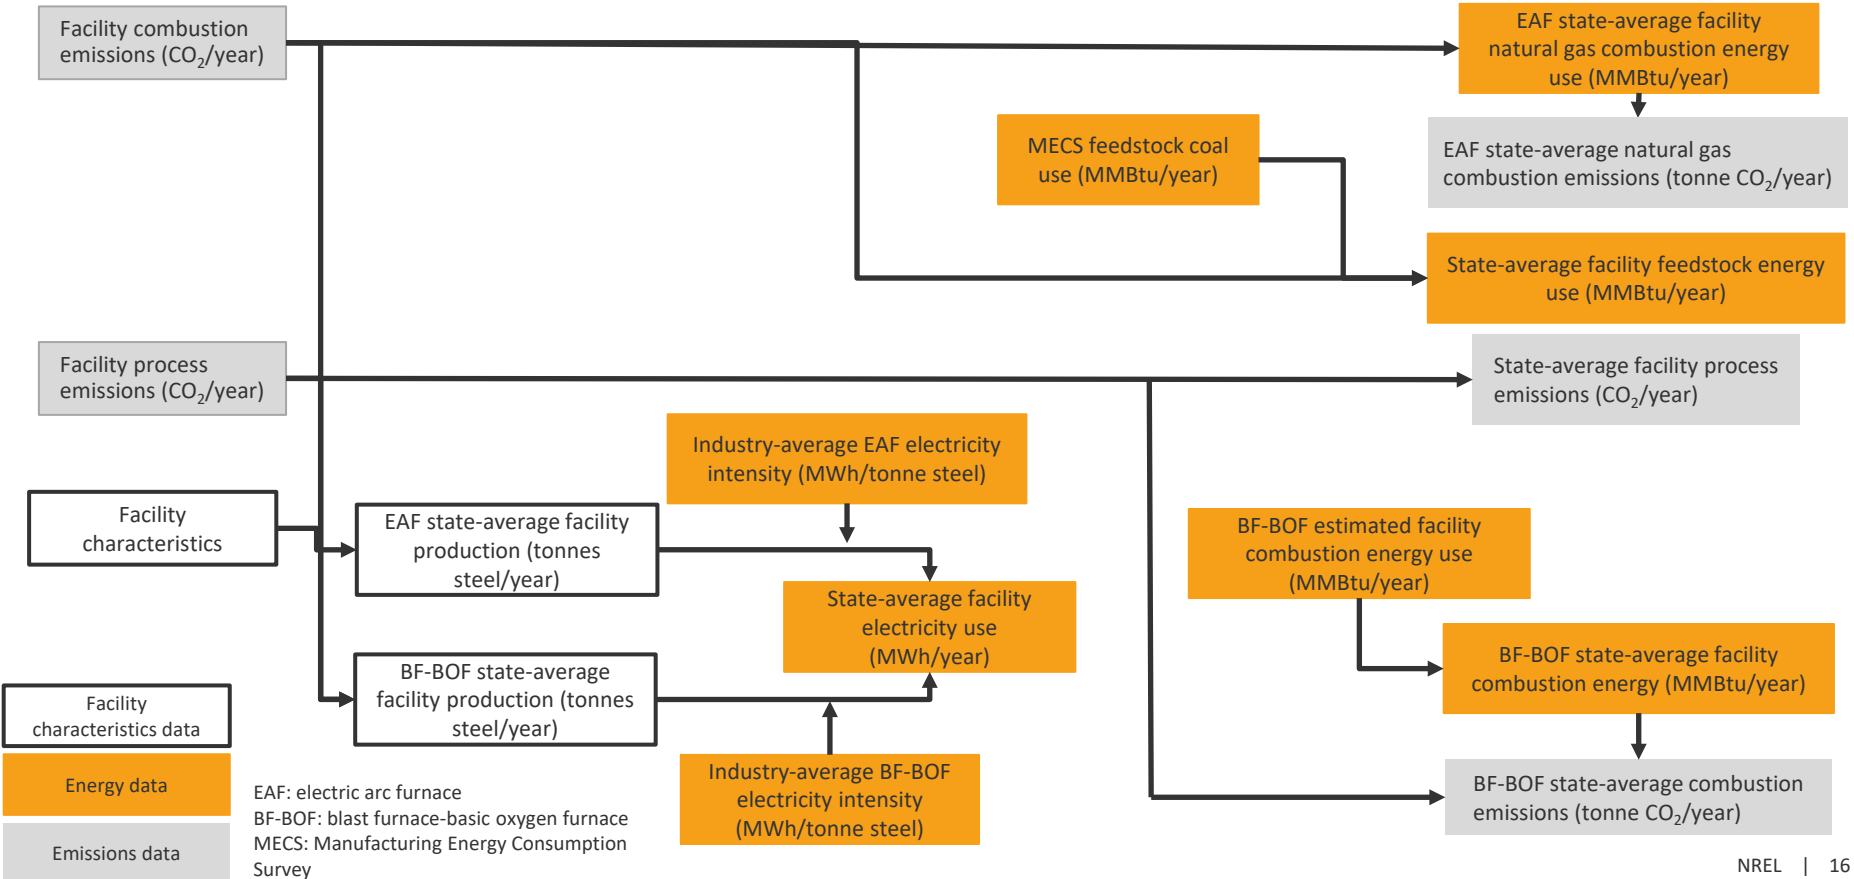 Facility combustion
emissions (CO₂/year)
EAF state-average facility
natural gas combustion energy
use (MMBtu/year)
MECS feedstock coal
use (MMBtu/year)
EAF state-average natural gas
combustion emissions (tonne CO₂/year)
State-average facility feedstock energy
use (MMBtu/year)
Facility process
emissions (CO₂/year)
State-average facility process
emissions (CO₂/year)
Industry-average EAF electricity
intensity (MWh/tonne steel)
Facility
characteristics
EAF state-average facility
production (tonnes
steel/year)
BF-BOF estimated facility
combustion energy use
(MMBtu/year)
State-average facility
electricity use
(MWh/year)
BF-BOF state-average
facility production (tonnes
steel/year)
BF-BOF state-average facility
combustion energy (MMBtu/year)
Industry-average BF-BOF
electricity intensity
(MWh/tonne steel)
BF-BOF state-average combustion
emissions (tonne CO₂/year)
Facility
characteristics data
Energy data
Emissions data
EAF: electric arc furnace
BF-BOF: blast furnace-basic oxygen furnace
MECS: Manufacturing Energy Consumption
Survey
NREL | 16